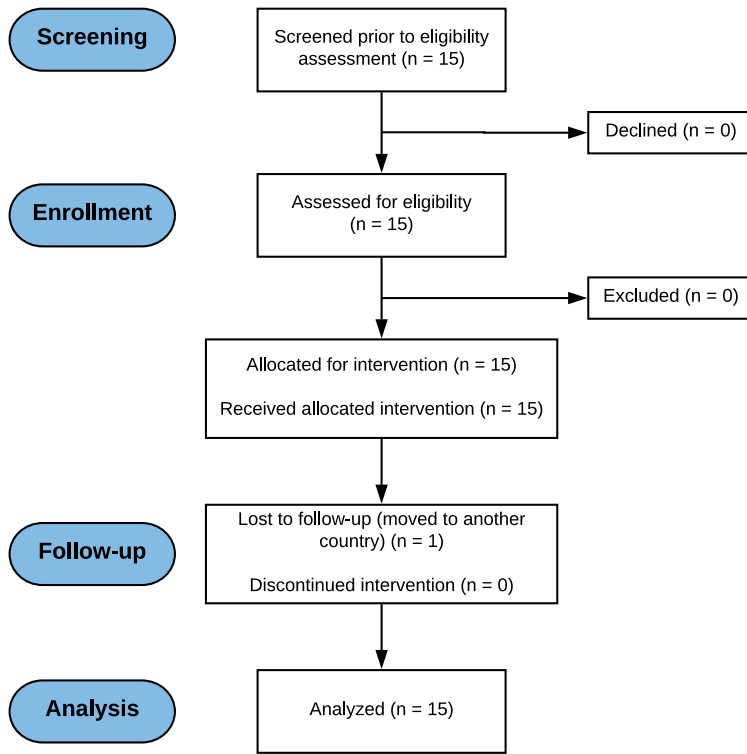 Screening
Screened prior to eligibility
assessment (n = 15)
Declined (n = 0)
Enrollment
Assessed for eligibility
(n = 15)
Excluded (n = 0)
Allocated for intervention (n = 15)
Received allocated intervention (n = 15)
Follow-up
Lost to follow-up (moved to another
country) (n = 1)
Discontinued intervention (n = 0)
Analysis
Analyzed (n = 15)